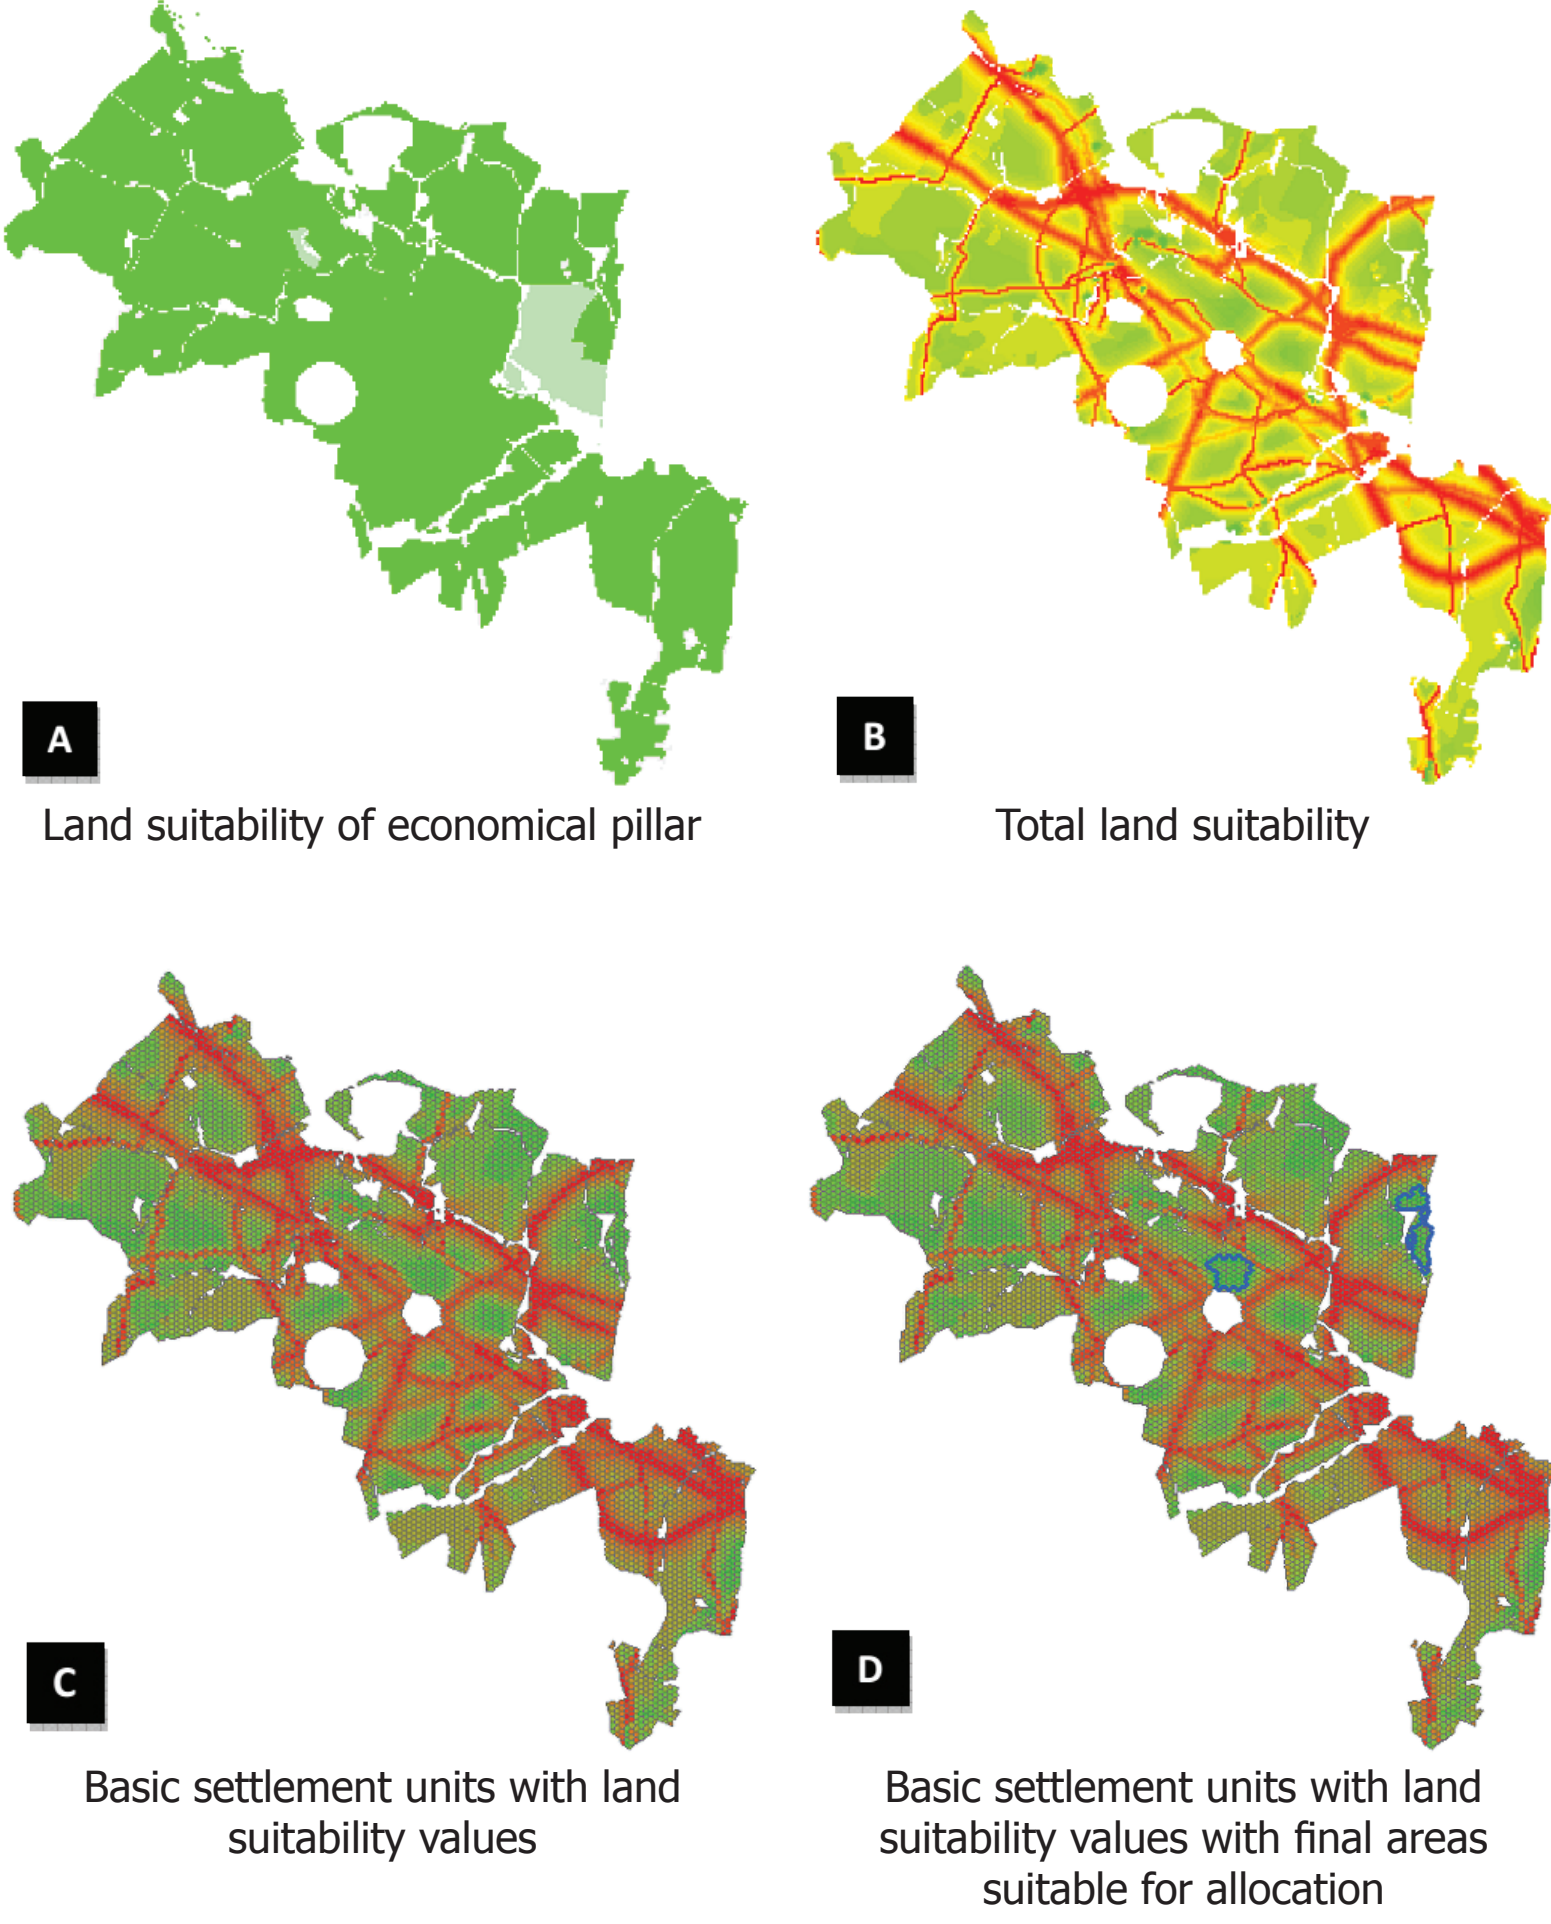 A
B
Land suitability of economical pillar
Total land suitability
C
D
Basic settlement units with land
suitability values
Basic settlement units with land
suitability values with final areas
suitable for allocation